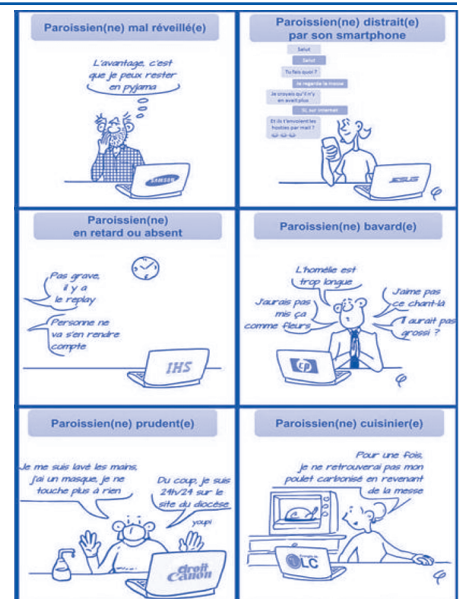 Paroissien(ne) mal réveillé(e)
L'avantage, c'est
que je peux rester
en pyjama
SAMSON
Paroissien(ne) distrait(e)
par son smartphone
Salut
Salut
Tu fais quoi ?
Je regarde la messe
Je croyais qu'il n'y
en avait plus
Si, sur internet
Et ils t'envoient les
hosties par mail ?
JESUS
Paroissien(ne)
en retard ou absent
Pas grave,
il y a
le replay
Personne ne
va s'en rendre
compte
IHS
Paroissien(ne) bavard(e)
L'homélie est
trop longue
J'aurais pas
mis ça
comme fleurs
J'aime pas
ce chant-là
Il aurait pas
grossi ?
Paroissien(ne) prudent(e)
Je me suis lavé les mains,
j'ai un masque, je ne
touche plus à rien
Du coup, je suis
24h/24 sur le
site du diocèse
youpi
droit
Canon
Paroissien(ne) cuisinier(e)
Pour une fois,
je ne retrouverai pas mon
poulet carbonisé en revenant
de la messe
LC